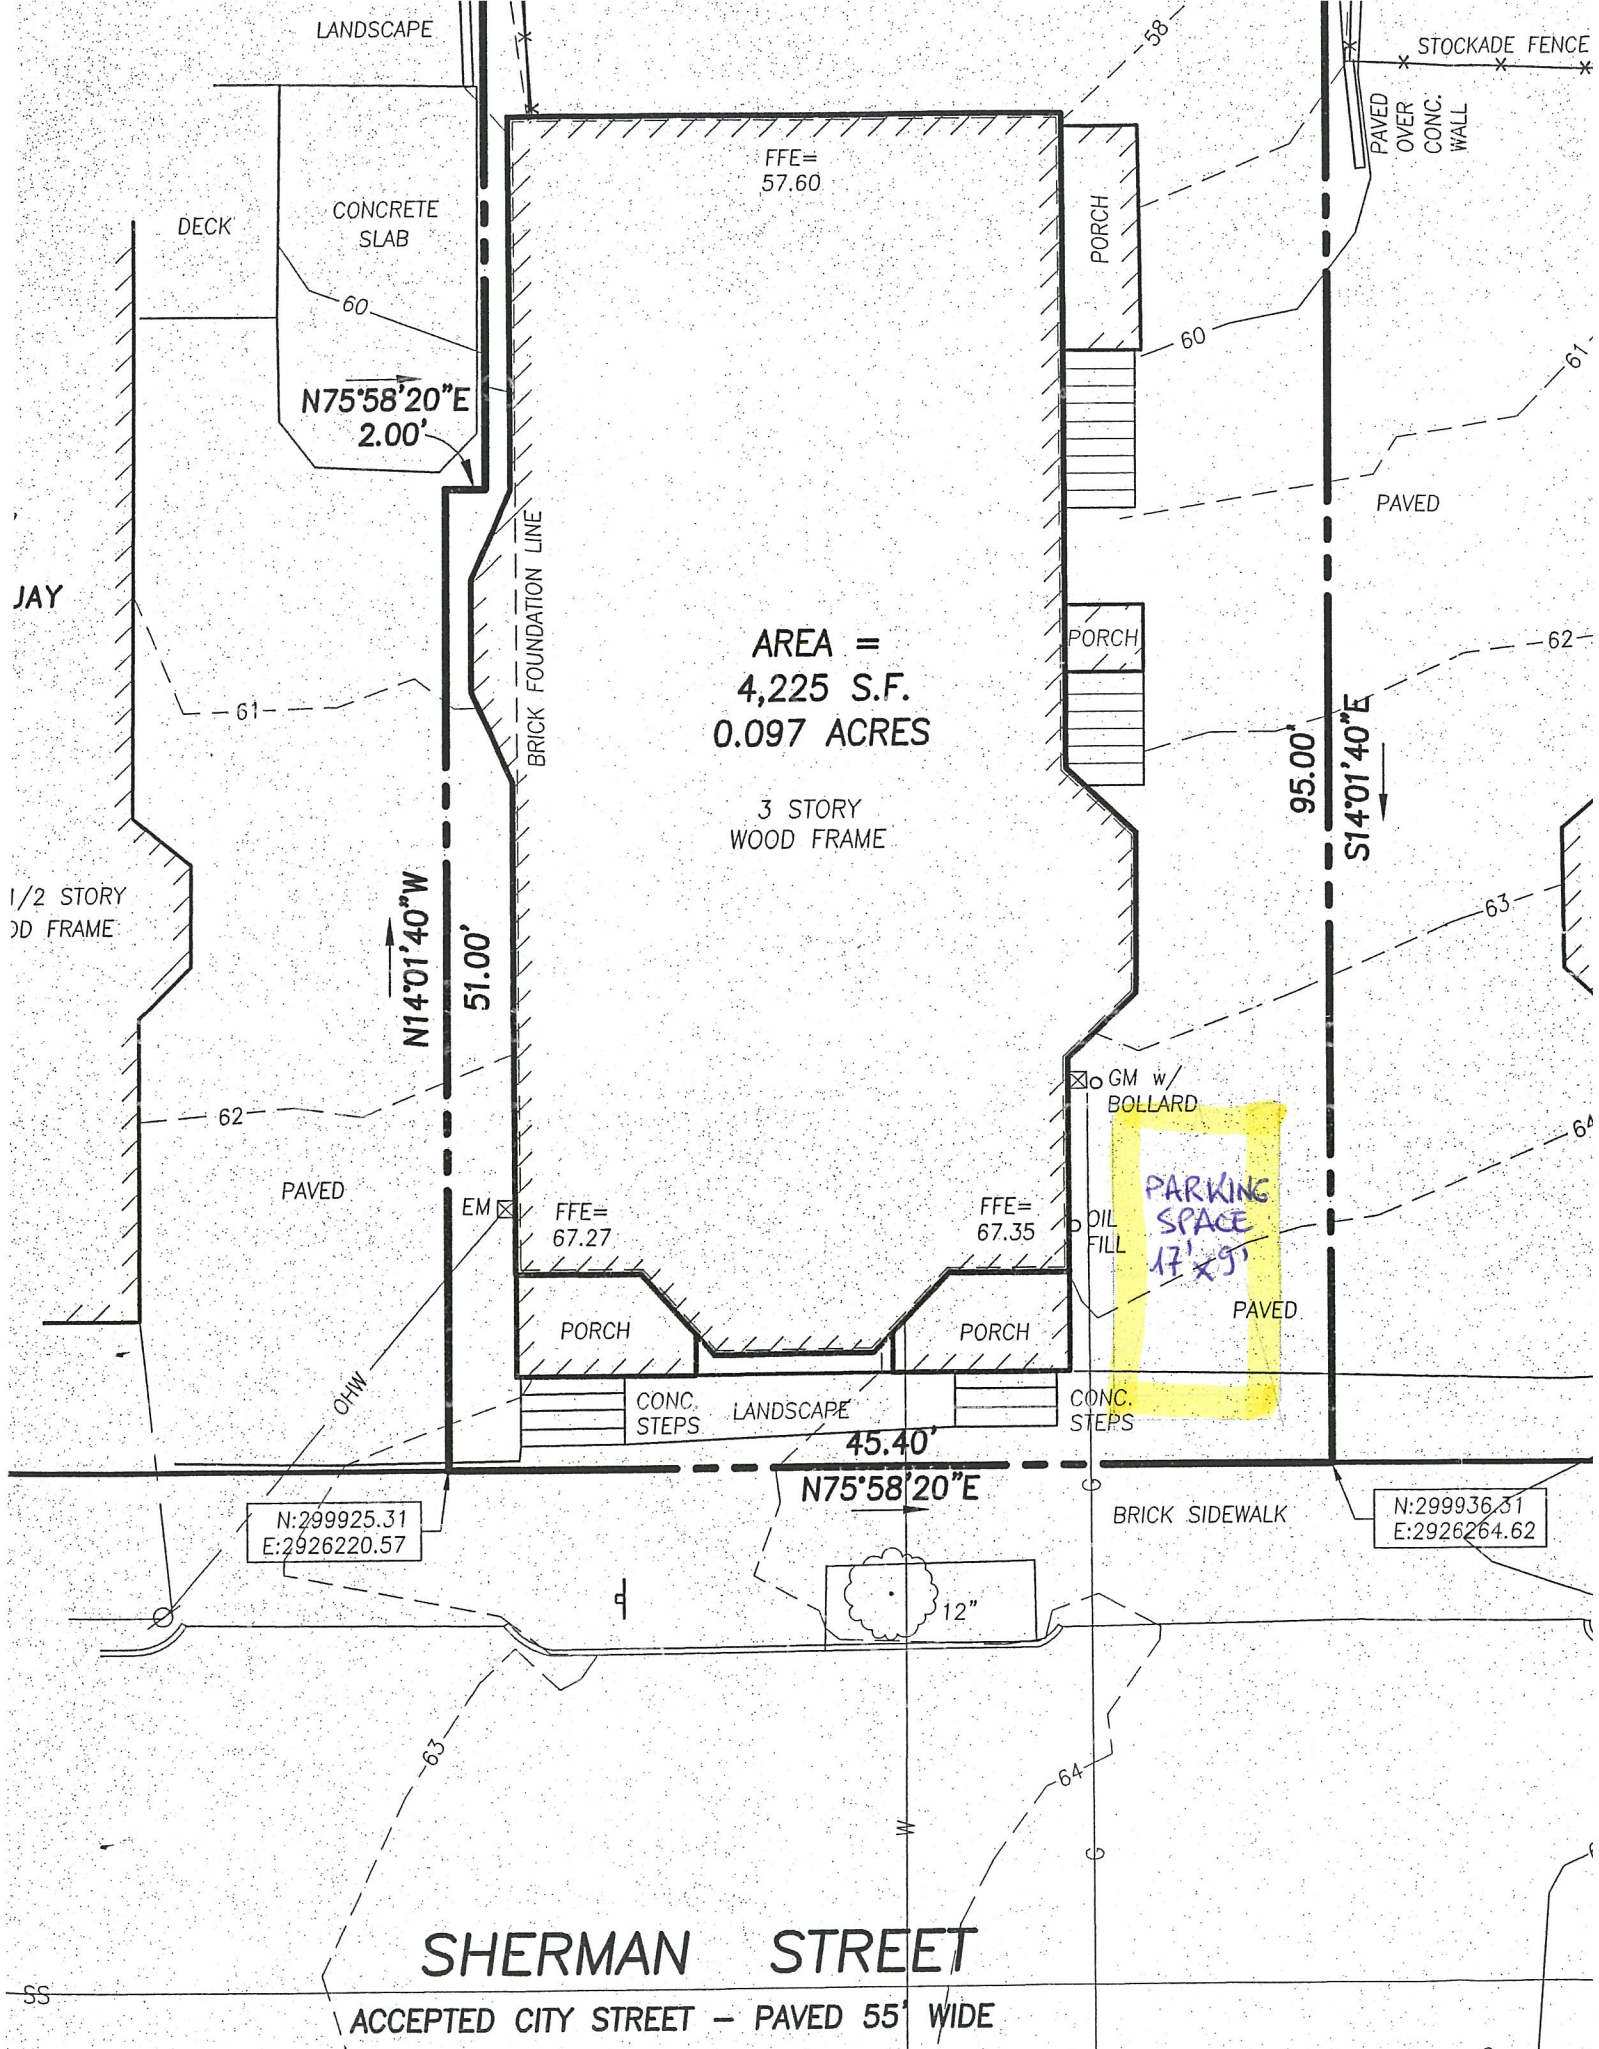 LANDSCAPE
58
STOCKADE FENCE
PAVED
OVER
CONC.
WALL
FFE=
57.60
DECK
CONCRETE
SLAB
PORCH
60
60
61
N75°58'20"E
2.00'
PAVED
BRICK FOUNDATION LINE
JAY
AREA =
4,225 S.F.
0.097 ACRES
PORCH
62
61
95.00'
S14°01'40"E
3 STORY
WOOD FRAME
1/2 STORY
OD FRAME
N14°01'40"W
51.00'
63
GM w/
BOLLARD
62
64
PAVED
EM
FFE=
67.27
FFE=
67.35
OIL
FILL
PARKING
SPACE
17' x 9'
PAVED
PORCH
PORCH
OHW
CONC.
STEPS
LANDSCAPE
CONC.
STEPS
45.40'
N75°58'20"E
G
N:299925.31
E:2926220.57
BRICK SIDEWALK
N:299936.31
E:2926264.62
12"
63
64
W
G
SHERMAN STREET
SS
ACCEPTED CITY STREET – PAVED 55' WIDE